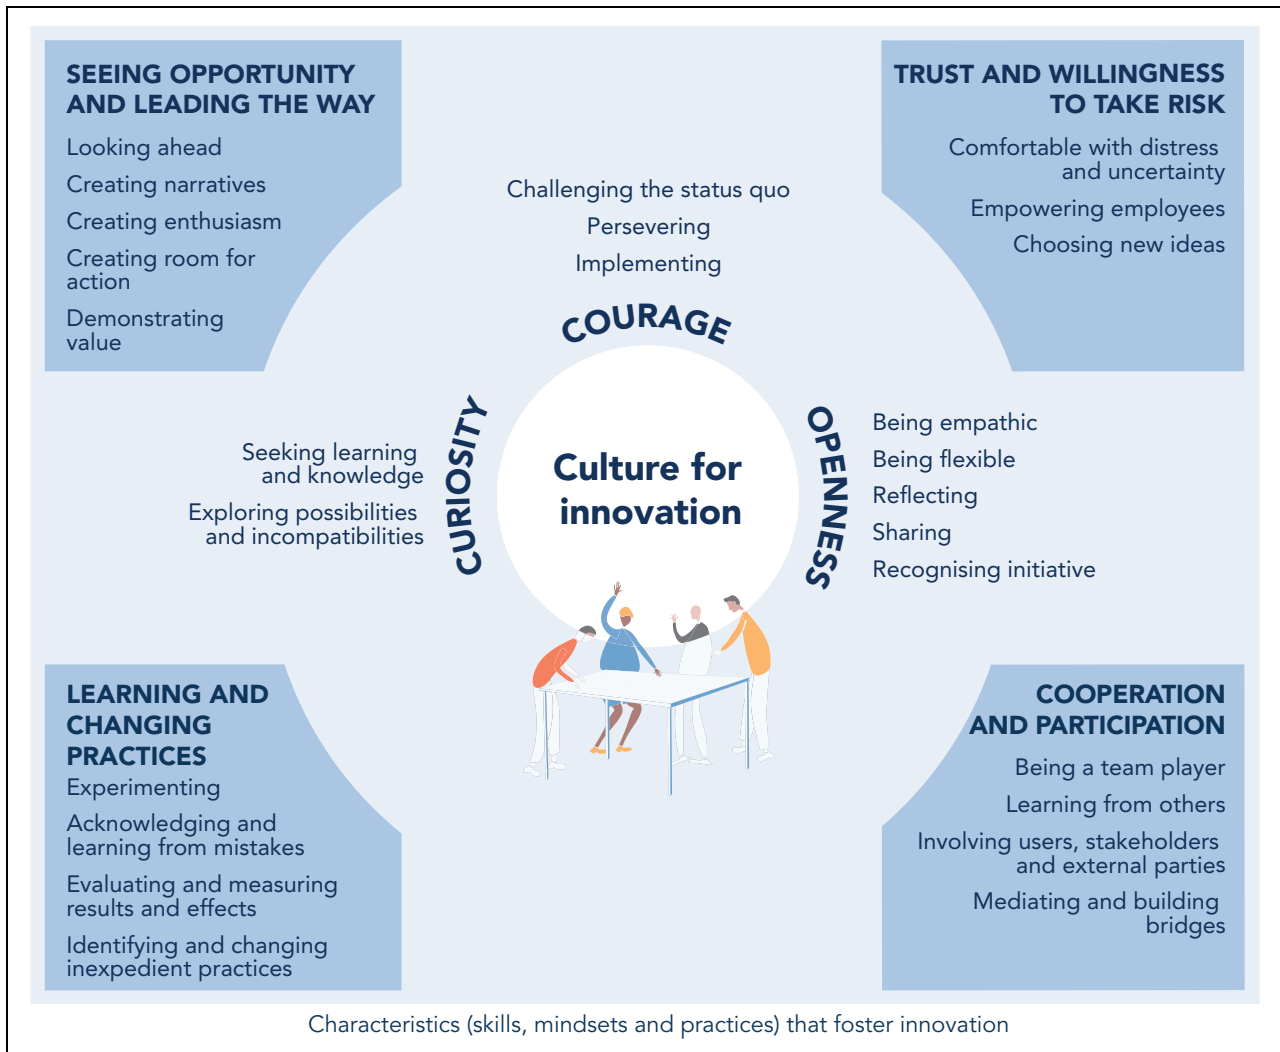 SEEING OPPORTUNITY
AND LEADING THE WAY
Looking ahead
Creating narratives
Creating enthusiasm
Creating room for
action
Demonstrating
value
TRUST AND WILLINGNESS
TO TAKE RISK
Comfortable with distress
and uncertainty
Empowering employees
Choosing new ideas
Challenging the status quo
Persevering
Implementing
COURAGE
Seeking learning
and knowledge
Exploring possibilities
and incompatibilities
CURIOSITY
Culture for
innovation
OPENNESS
Being empathic
Being flexible
Reflecting
Sharing
Recognising initiative
LEARNING AND
CHANGING
PRACTICES
Experimenting
Acknowledging and
learning from mistakes
Evaluating and measuring
results and effects
Identifying and changing
inexpedient practices
COOPERATION
AND PARTICIPATION
Being a team player
Learning from others
Involving users, stakeholders
and external parties
Mediating and building
bridges
Characteristics (skills, mindsets and practices) that foster innovation